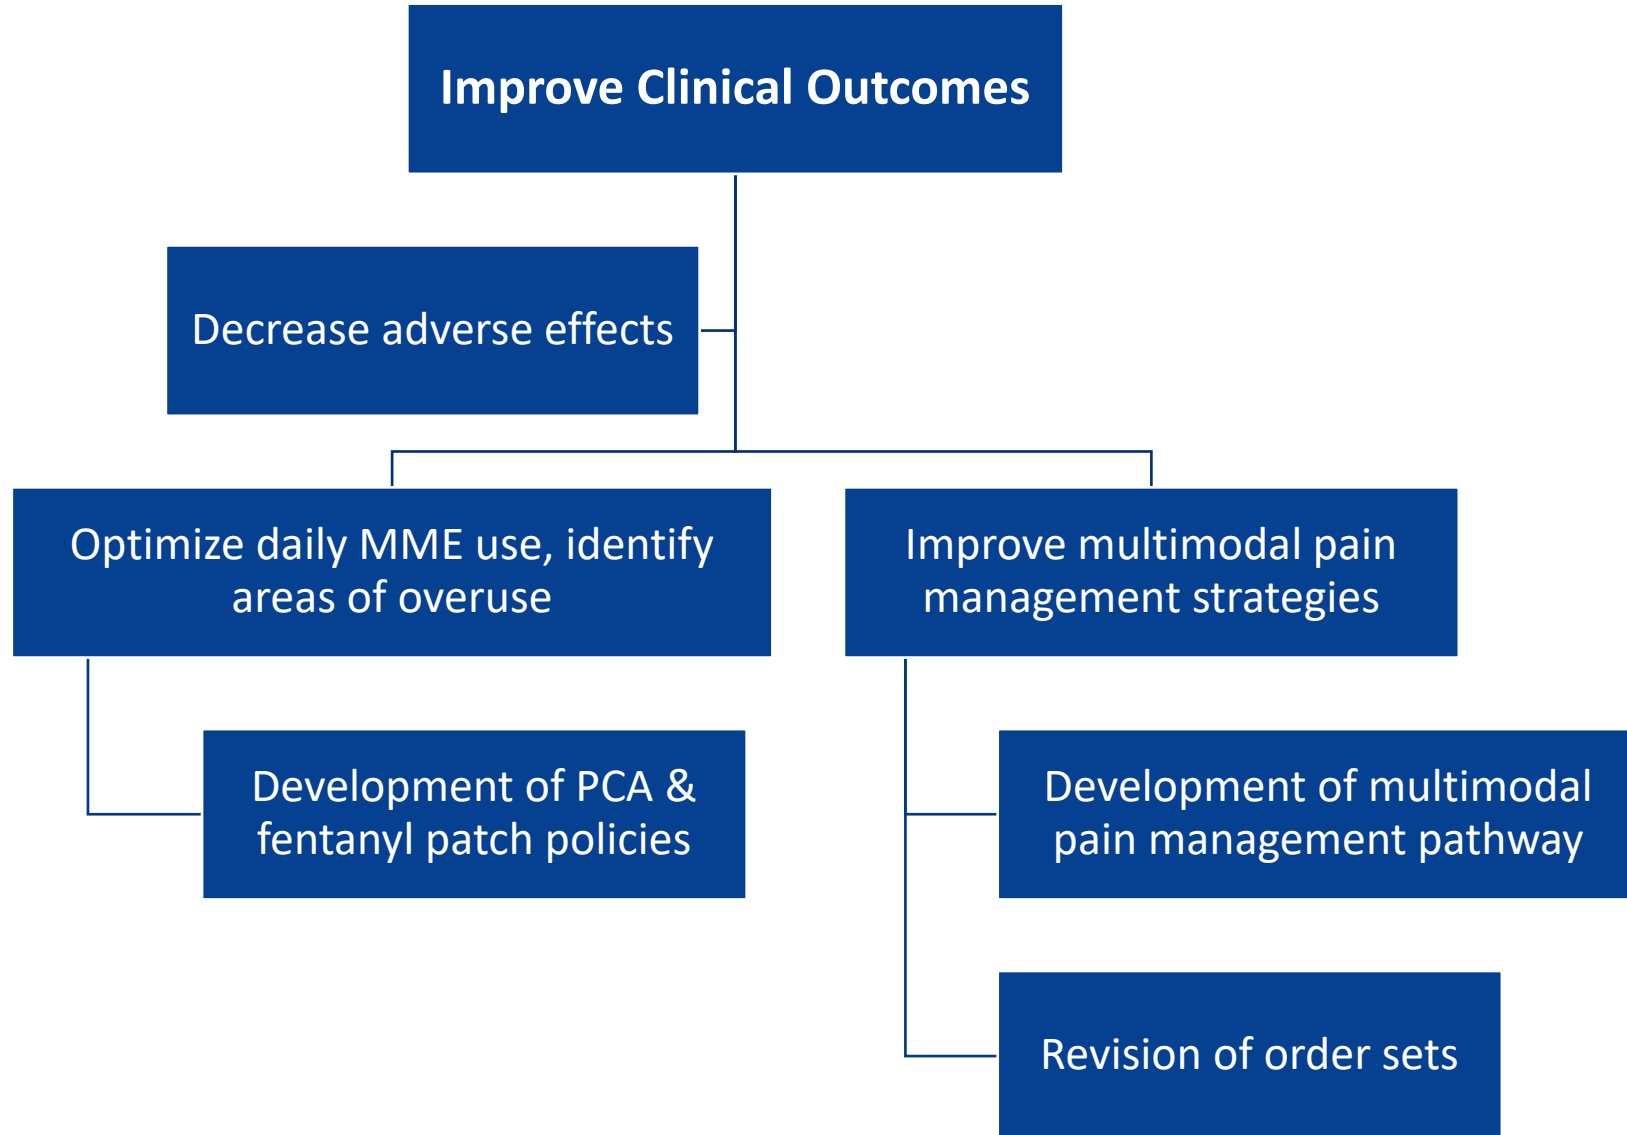 Improve Clinical Outcomes
Decrease adverse effects
Optimize daily MME use, identify
areas of overuse
Improve multimodal pain
management strategies
Development of PCA &
fentanyl patch policies
Development of multimodal
pain management pathway
Revision of order sets